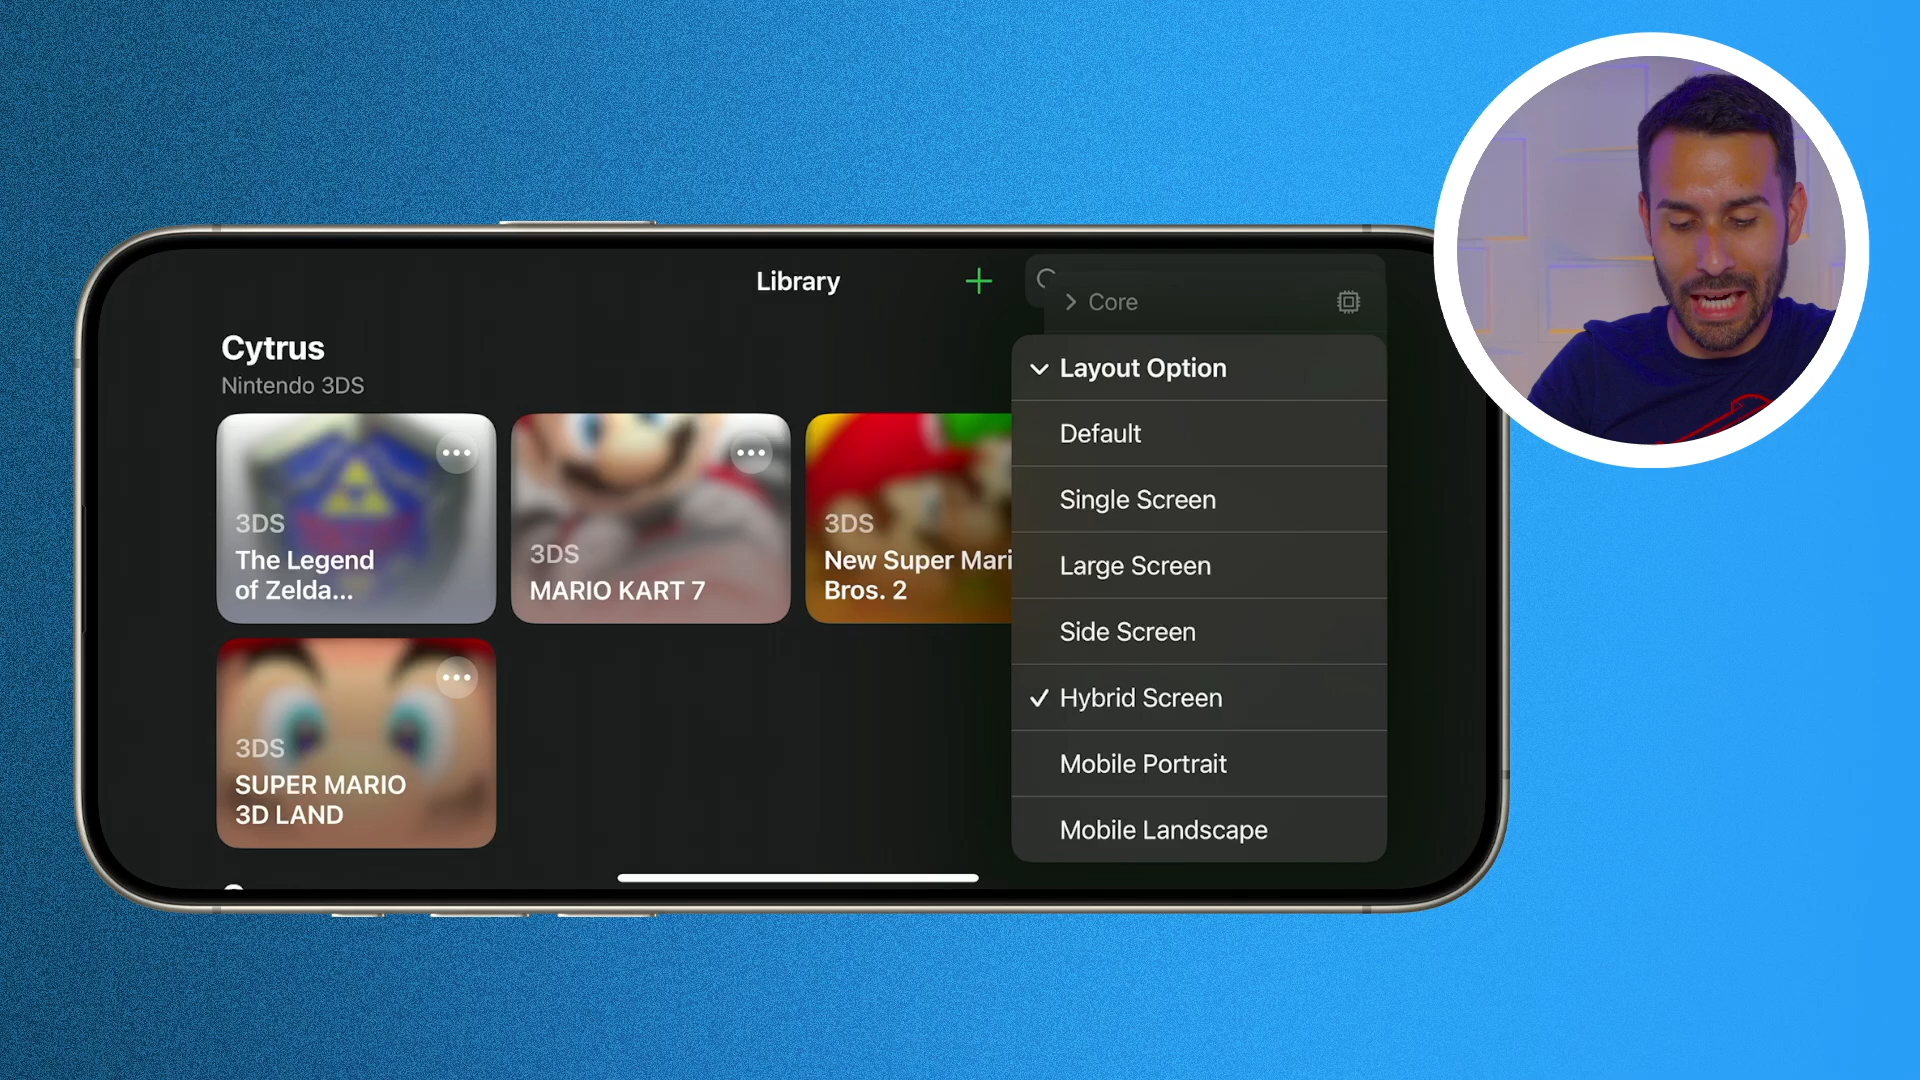 Library
Core
Cytrus
Nintendo 3DS
Layout Option
Default
Single Screen
Large Screen
Side Screen
Hybrid Screen
Mobile Portrait
Mobile Landscape
3DS
The Legend
of Zelda...
3DS
MARIO KART 7
3DS
New Super Mari
Bros. 2
3DS
SUPER MARIO
3D LAND